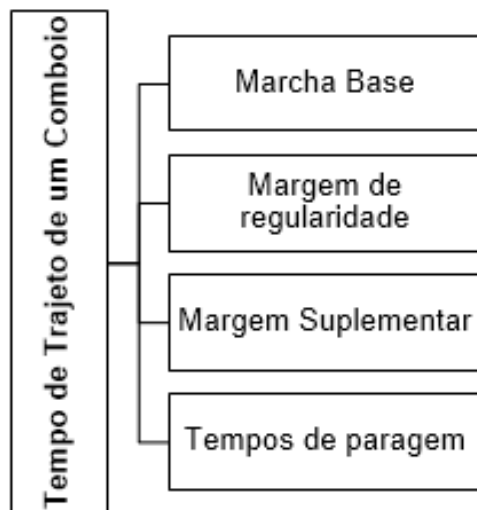 Tempo de Trajeto de um Comboio
Marcha Base
Margem de
regularidade
Margem Suplementar
Tempos de paragem